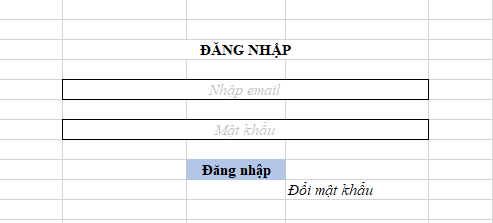 ĐĂNG NHẬP
Nhập email
Mật khẩu
Đăng nhập
Đổi mật khẩu